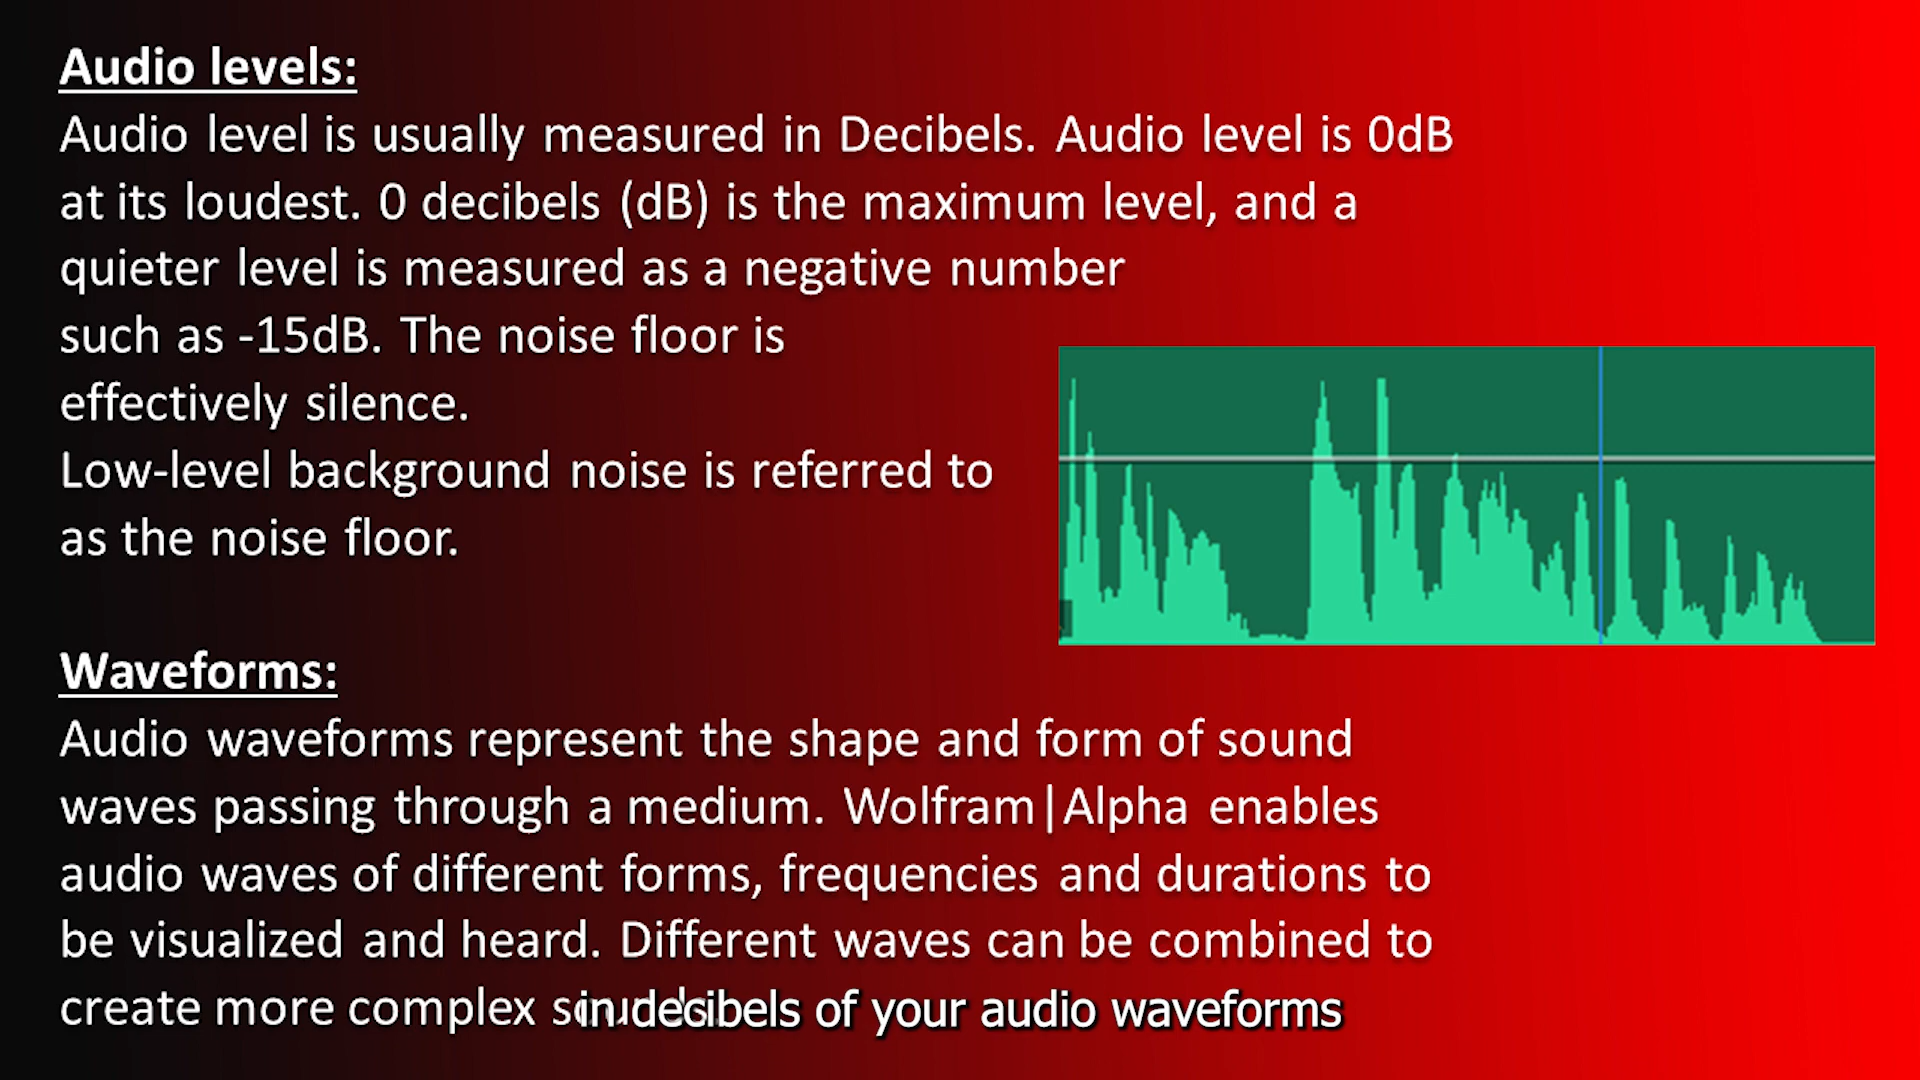 Audio levels:
Audio level is usually measured in Decibels. Audio level is 0dB
at its loudest. 0 decibels (dB) is the maximum level, and a
quieter level is measured as a negative number
such as -15dB. The noise floor is
effectively silence.
Low-level background noise is referred to
as the noise floor.
Waveforms:
Audio waveforms represent the shape and form of sound
waves passing through a medium. Wolfram|Alpha enables
audio waves of different forms, frequencies and durations to
be visualized and heard. Different waves can be combined to
create more complex
in decibels of your audio waveforms